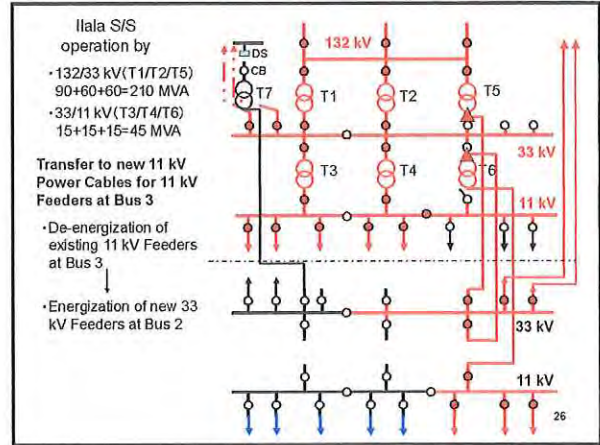 Ilala S/S
operation by
・132/33 kV(T1/T2/T5)
90+60+60=210 MVA
・33/11 kV(T3/T4/T6)
15+15+15=45 MVA
Transfer to new 11 kV
Power Cables for 11 kV
Feeders at Bus 3
・De-energization of
existing 11 kV Feeders
at Bus 3
・Energization of new 33
kV Feeders at Bus 2
DS
CB
T7
132 kV
T1
T2
T5
33 kV
T3
T4
T6
11 kV
33 kV
11 kV
26